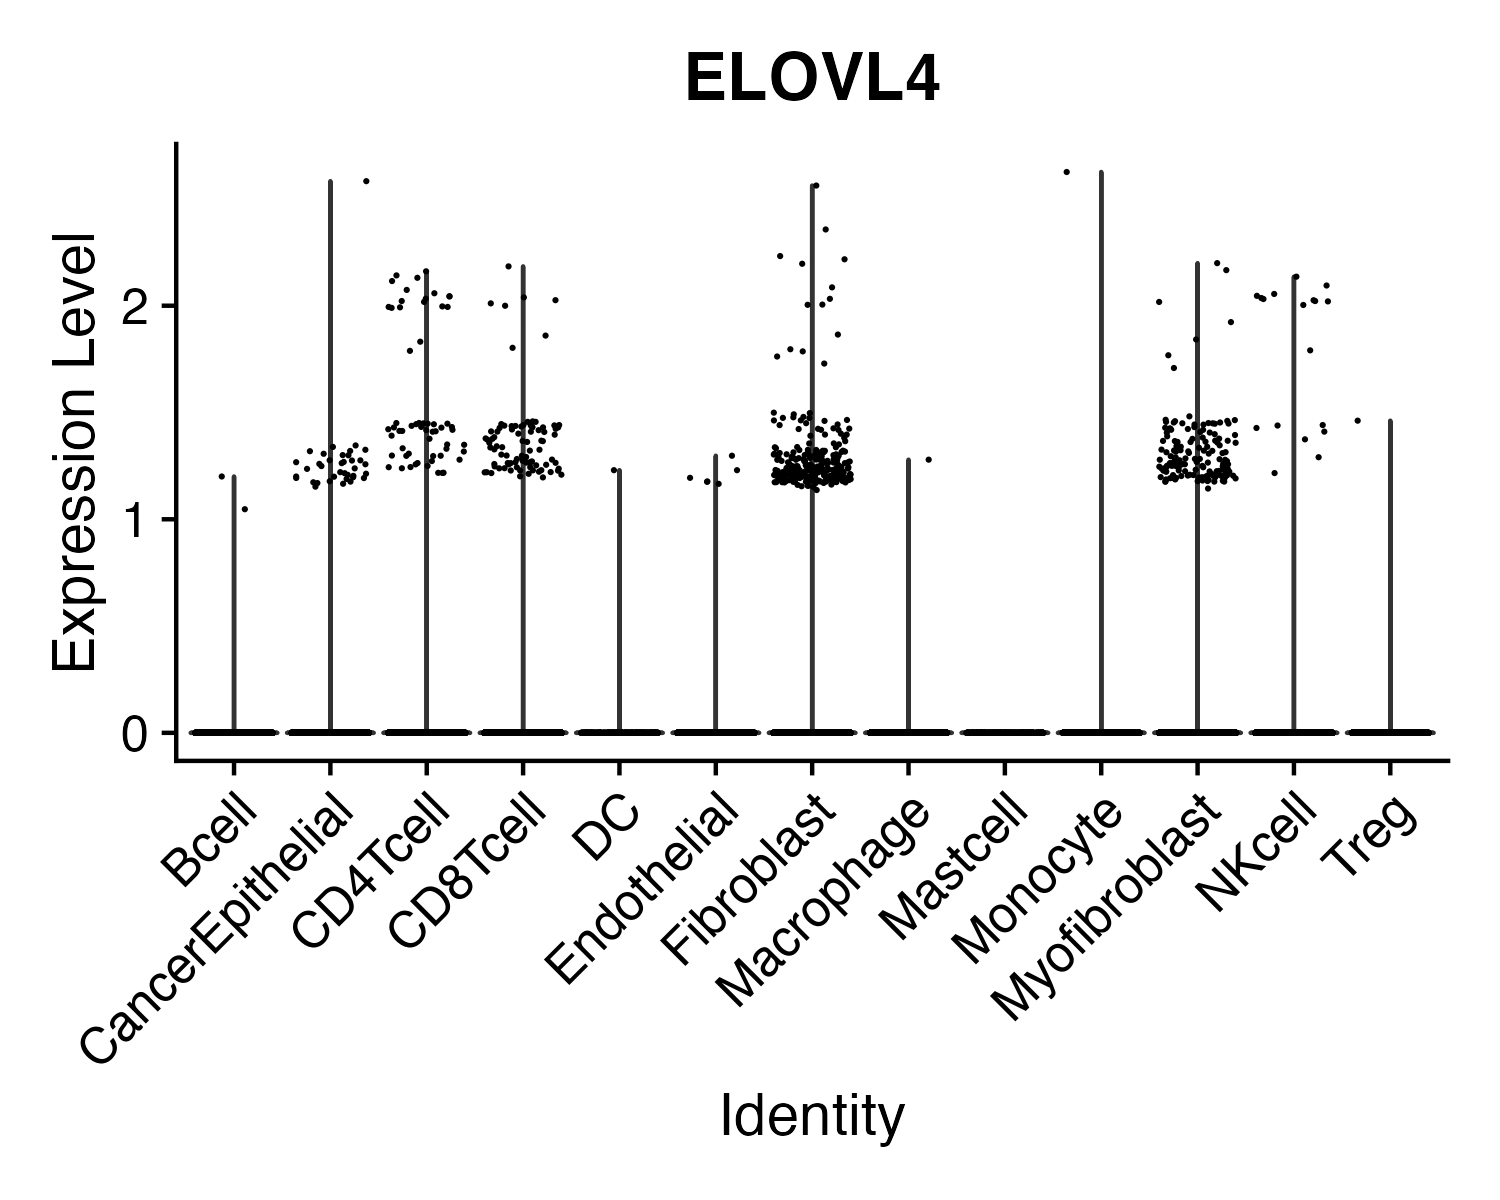 ELOVL4
Expression Level
2
1
0
Bcell
CancerEpithelial
CD4Tcell
CD8Tcell
DC
Endothelial
Fibroblast
Macrophage
Mastcell
Monocyte
Myofibroblast
NKcell
Treg
Identity